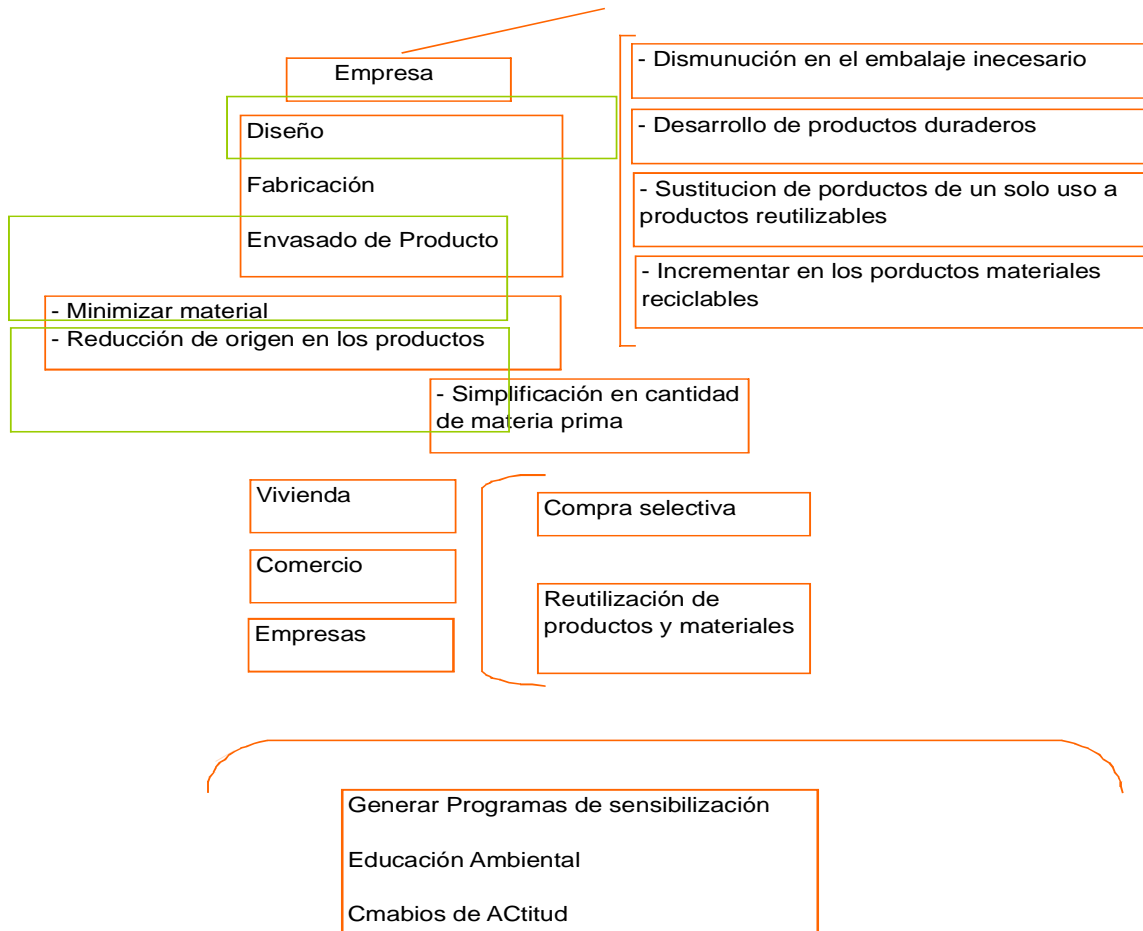 Empresa
Diseño
Fabricación
Envasado de Producto
- Minimizar material
- Reducción de origen en los productos
- Dismunución en el embalaje inecesario
- Desarrollo de productos duraderos
- Sustitucion de porductos de un solo uso a
productos reutilizables
- Incrementar en los porductos materiales
reciclables
- Simplificación en cantidad
de materia prima
Vivienda
Comercio
Empresas
Compra selectiva
Reutilización de
productos y materiales
Generar Programas de sensibilización
Educación Ambiental
Cmabios de ACtitud